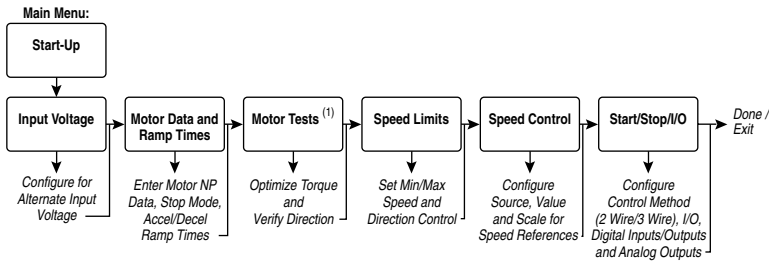 Main Menu:
Start-Up
Input Voltage
Motor Data and
Ramp Times
Motor Tests (1)
Speed Limits
Speed Control
Start/Stop/I/O
Done /
Exit
Configure for
Alternate Input
Voltage
Enter Motor NP
Data, Stop Mode,
Accel/Decel
Ramp Times
Optimize Torque
and
Verify Direction
Set Min/Max
Speed and
Direction Control
Configure
Source, Value
and Scale for
Speed References
Configure
Control Method
(2 Wire/3 Wire), I/O,
Digital Inputs/Outputs
and Analog Outputs